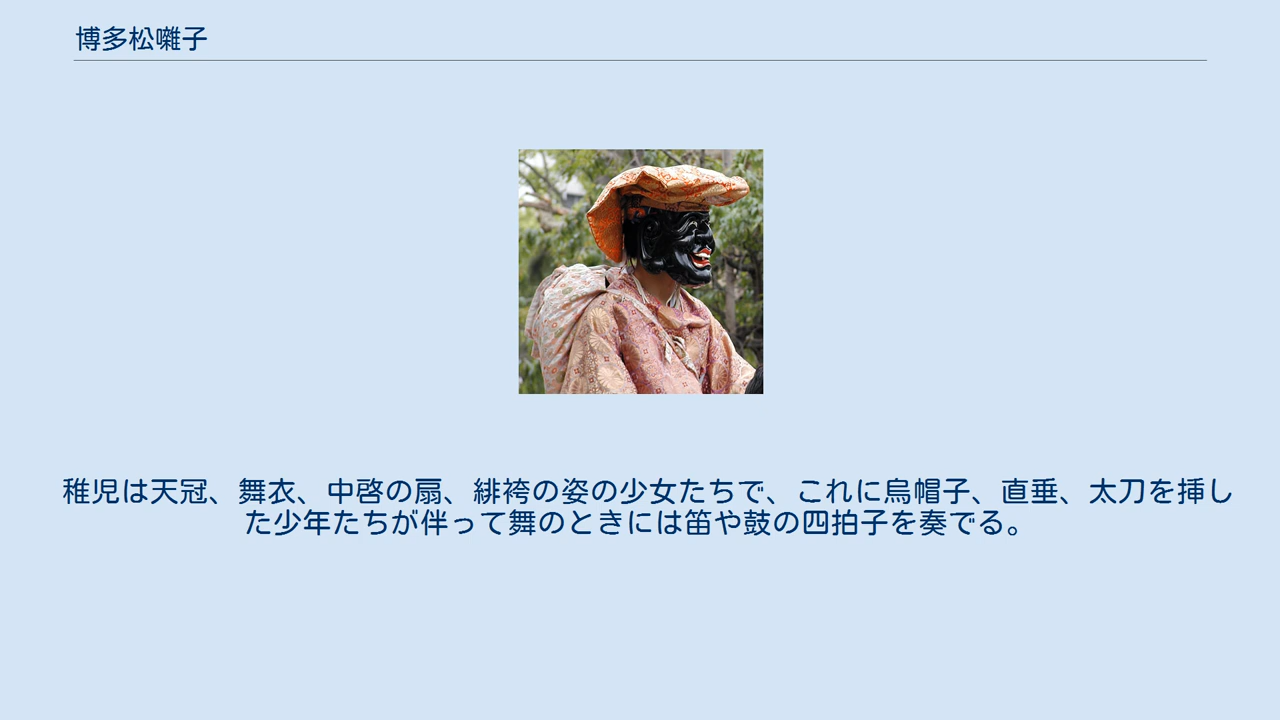 博多松囃子
稚児は天冠、舞衣、中啓の扇、緋袴の姿の少女たちで、これに烏帽子、直垂、太刀を挿し
た少年たちが伴って舞のときには笛や鼓の四拍子を奏でる。